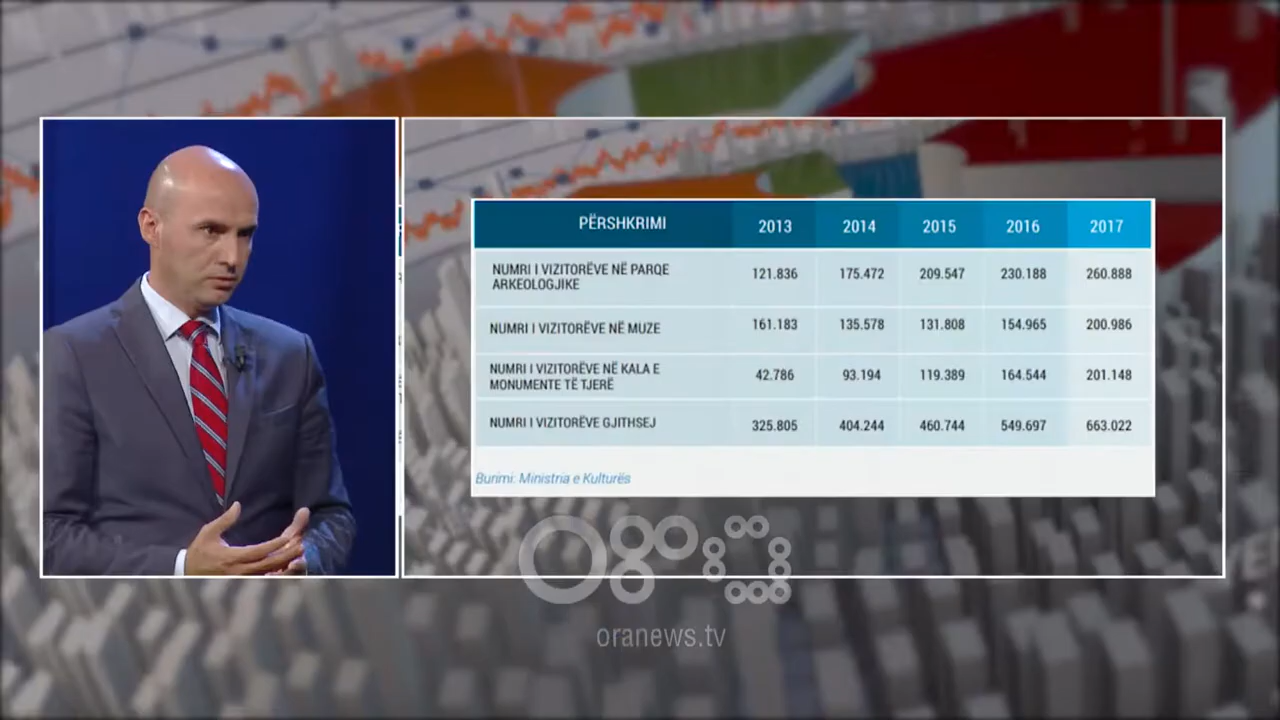 PËRSHKRIMI 2013 2014 2015 2016 2017
NUMRI I VIZITORËVE NË PARQE
ARKEOLOGJIKE 121.836 175.472 209.547 230.188 260.888
NUMRI I VIZITORËVE NË MUZE 161.183 135.578 131.808 154.965 200.986
NUMRI I VIZITORËVE NË KALA E
MONUMENTE TË TJERË 42.786 93.194 119.389 164.544 201.148
NUMRI I VIZITORËVE GJITHSEJ 325.805 404.244 460.744 549.697 663.022
Burimi: Ministria e Kulturës
oranews.tv